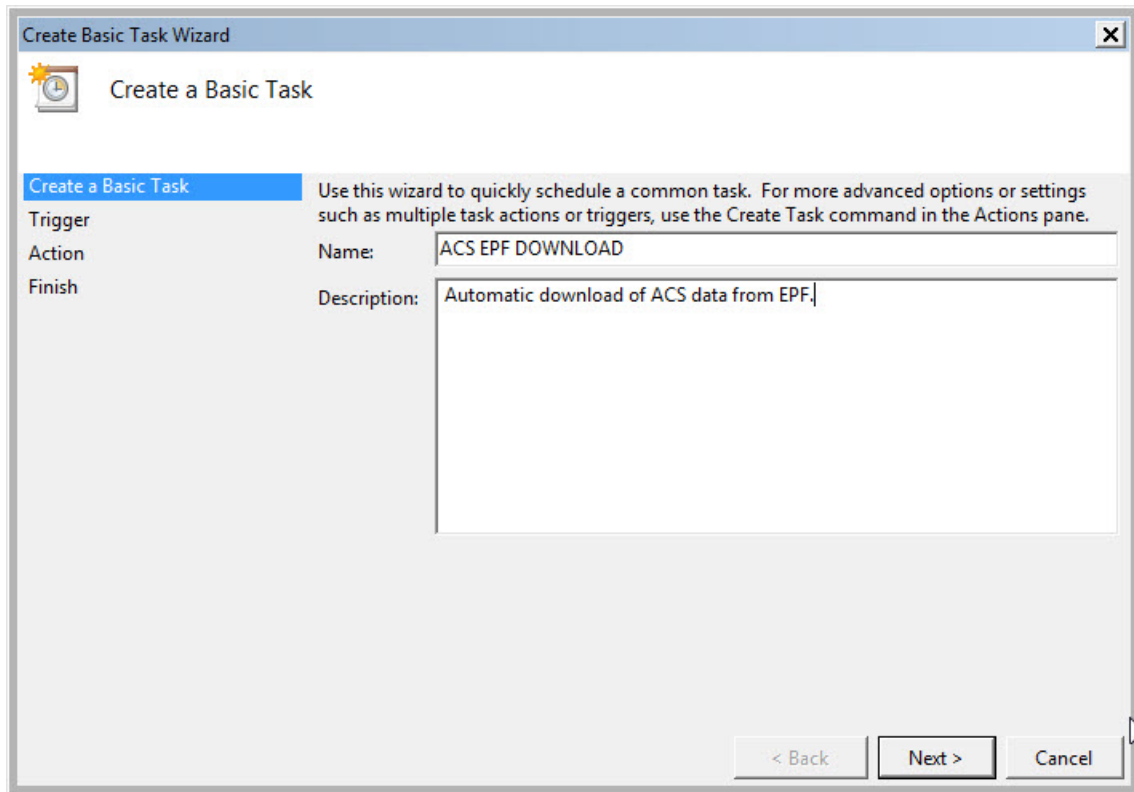 Create Basic Task Wizard
Create a Basic Task
Create a Basic Task
Trigger
Action
Finish
Use this wizard to quickly schedule a common task. For more advanced options or settings
such as multiple task actions or triggers, use the Create Task command in the Actions pane.
Name: ACS EPF DOWNLOAD
Description: Automatic download of ACS data from EPF.
< Back Next > Cancel